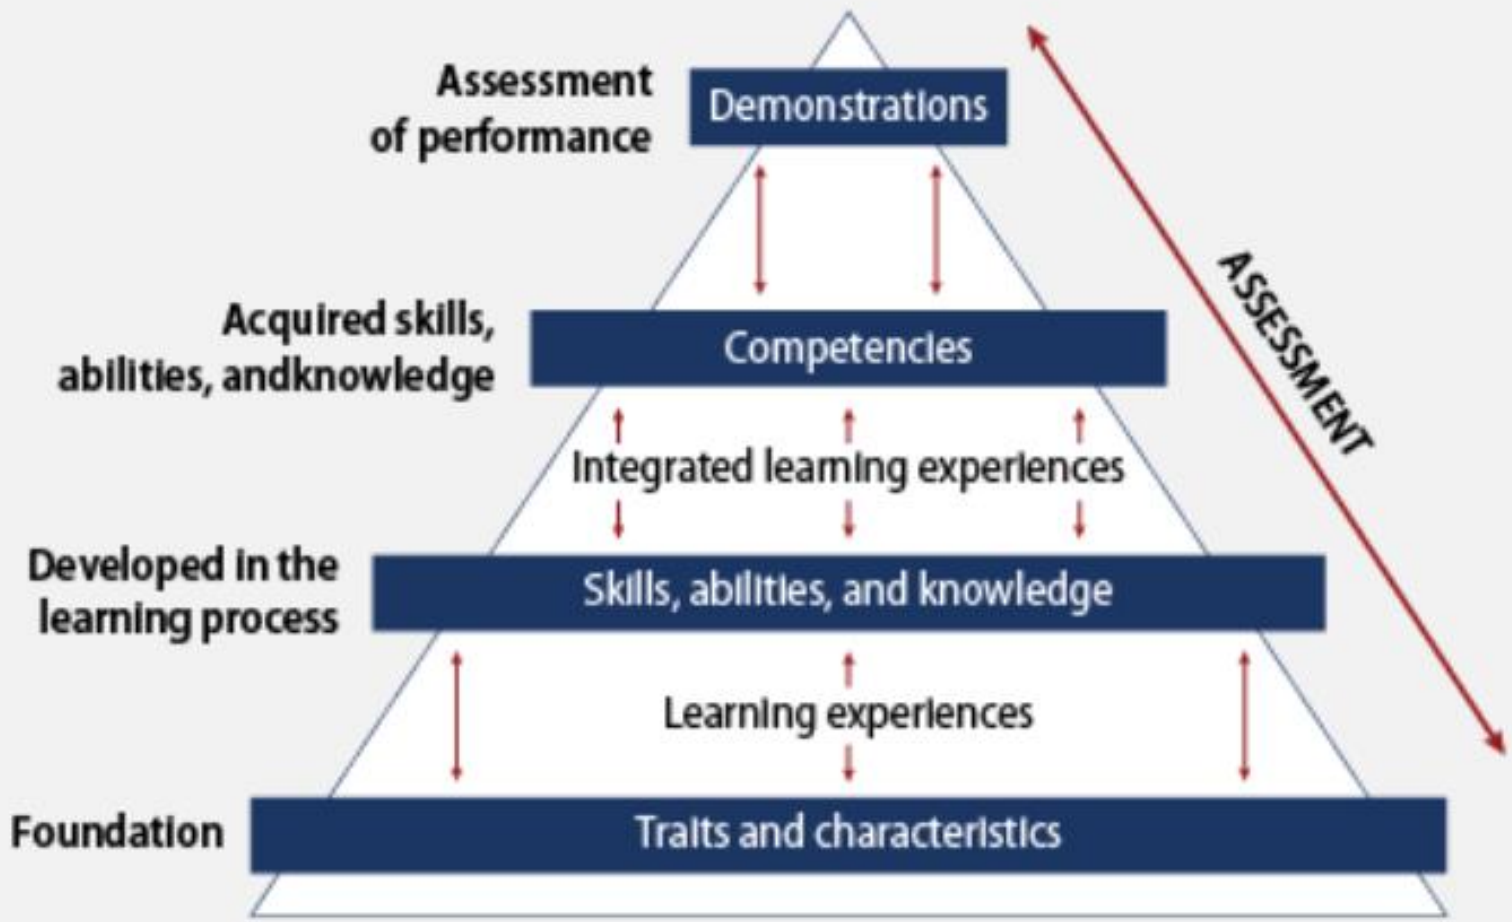 Assessment
of performance
Demonstrations
Acquired skills,
abilities, andknowledge
Competencies
ASSESSMENT
Integrated learning experiences
Developed in the
learning process
Skills, abilities, and knowledge
Learning experiences
Foundation
Traits and characteristics